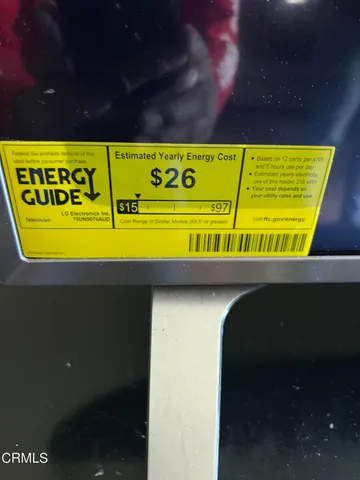 Federal law prohibits removal of this
label before consumer purchase.
ENERGY
GUIDE
LG Electronics Inc.
Television
Estimated Yearly Energy Cost
$26
$15
$97
Cost Range of Similar Models (69.5" or greater)
• Based on 12 cents per kWh
and 5 hours use per day
• Estimated yearly electricity
use of this model: 216 kWh
• Your cost depends on
your utility rates and use
visit ftc.gov/energy
CRMLS